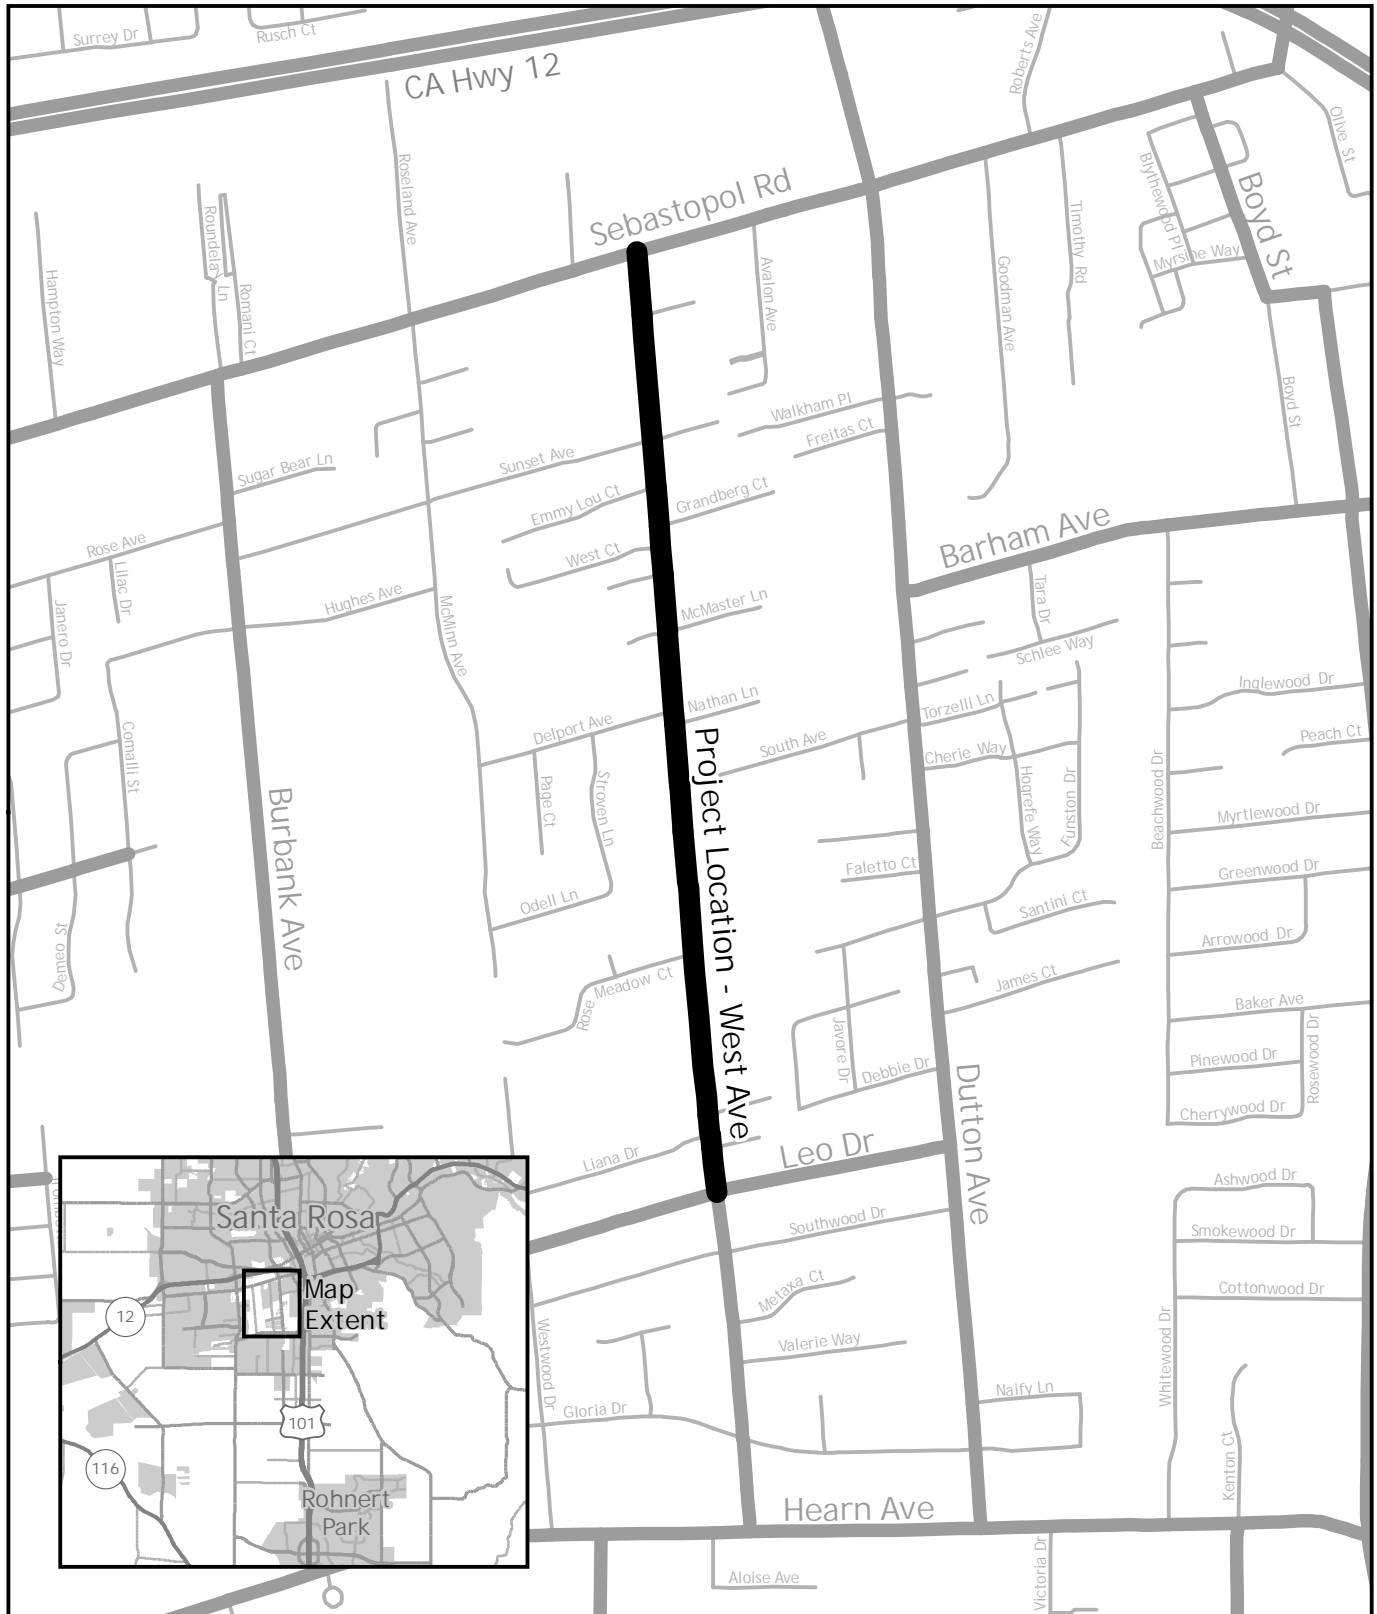 Surrey Dr
Rusch Ct
CA Hwy 12
Roberts Ave
Olive St
Roseland Ave
Sebastopol Rd
Blythewood Pl
Boyd St
Timothy Rd
Myrsine Way
Roundelay Ln
Romani Ct
Hampton Way
Avalon Ave
Goodman Ave
Boyd St
Walkham Pl
Freitas Ct
Sugar Bear Ln
Sunset Ave
Emmy Lou Ct
Grandberg Ct
West Ct
Barham Ave
Rose Ave
Lilac Dr
Janero Dr
Hughes Ave
McMinn Ave
McMaster Ln
Tara Dr
Schlee Way
Inglewood Dr
Nathan Ln
Torzelli Ln
Delport Ave
South Ave
Cherie Way
Peach Ct
Comalli St
Page Ct
Stroven Ln
Hogrefe Way
Funston Dr
Beachwood Dr
Myrtlewood Dr
Burbank Ave
Project Location - West Ave
Faletto Ct
Greenwood Dr
Odell Ln
Santini Ct
Arrowood Dr
Demeo St
Rose Meadow Ct
James Ct
Baker Ave
Javore Dr
Debbie Dr
Pinewood Dr
Rosewood Dr
Cherrywood Dr
Dutton Ave
Leo Dr
Liana Dr
Ashwood Dr
Southwood Dr
Smokewood Dr
Metaxa Ct
Cottonwood Dr
Valerie Way
Westwood Dr
Whitewood Dr
Naify Ln
Gloria Dr
Kenton Ct
Hearn Ave
Aloise Ave
Victoria Dr
Santa Rosa
Map
Extent
12
101
116
Rohnert
Park